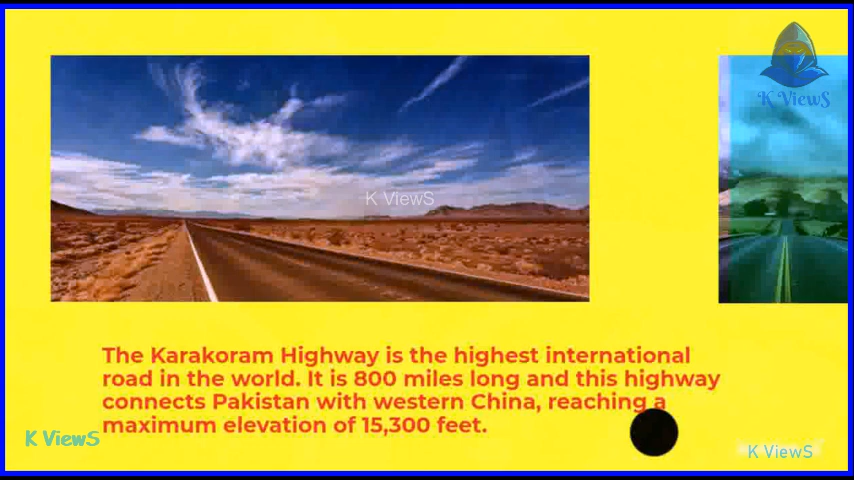 K ViewS
K ViewS
The Karakoram Highway is the highest international
road in the world. It is 800 miles long and this highway
connects Pakistan with western China, reaching a
maximum elevation of 15,300 feet.
K ViewS
K ViewS